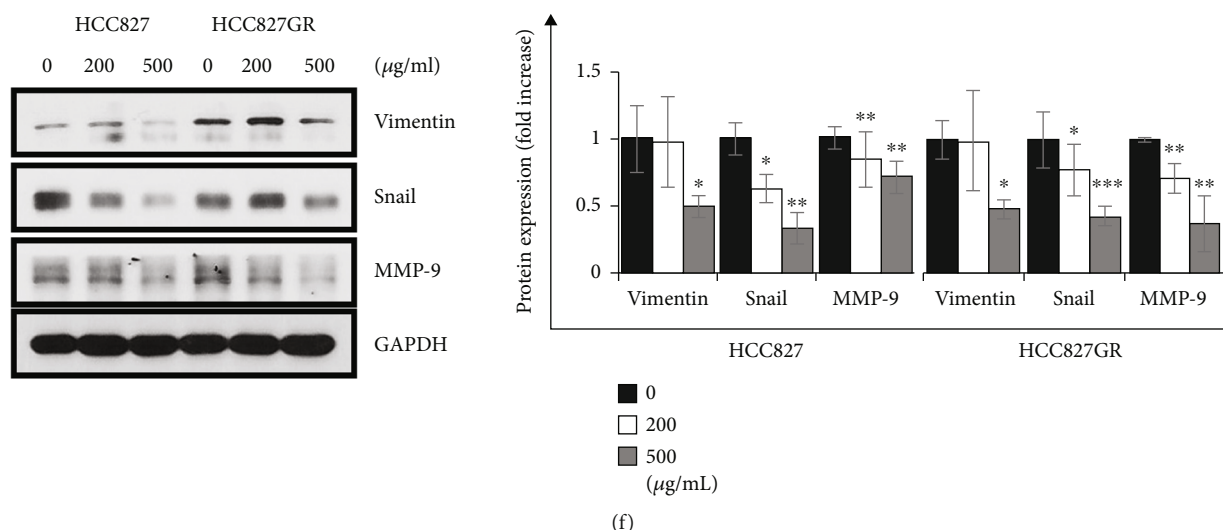 HCC827 HCC827GR
0 200 500 0 200 500 (μg/ml)
Vimentin
Snail
MMP-9
GAPDH
Protein expression (fold increase)
1.5
1
0.5
0
* * ** ** ** * * *** ** **
Vimentin Snail MMP-9 Vimentin Snail MMP-9
HCC827 HCC827GR
0
200
500
(μg/mL)
(f)